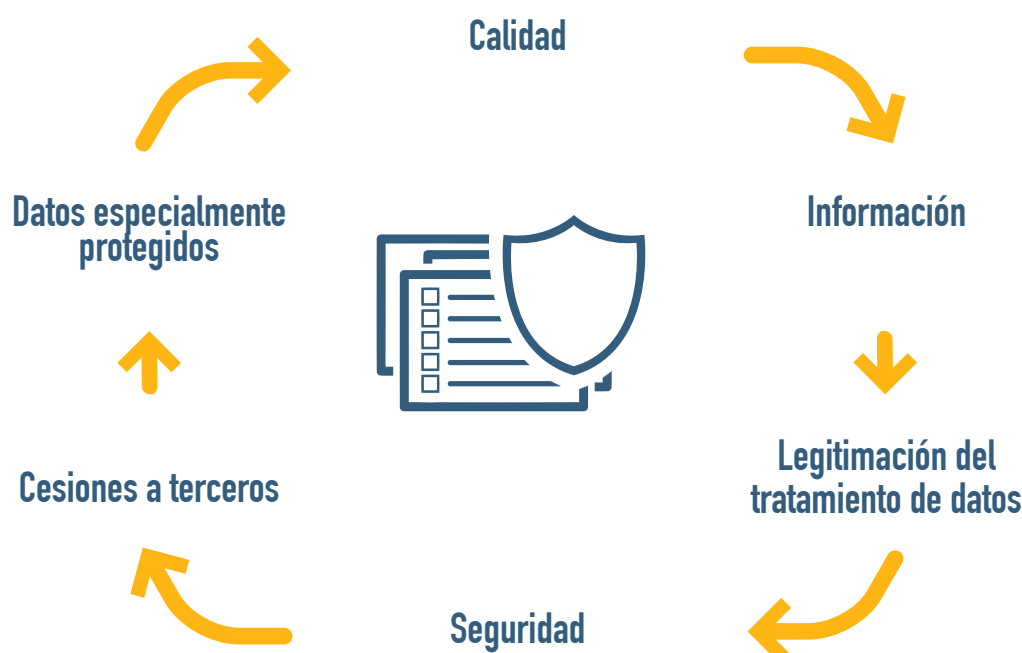 Calidad
Información
Legitimación del
tratamiento de datos
Seguridad
Cesiones a terceros
Datos especialmente
protegidos